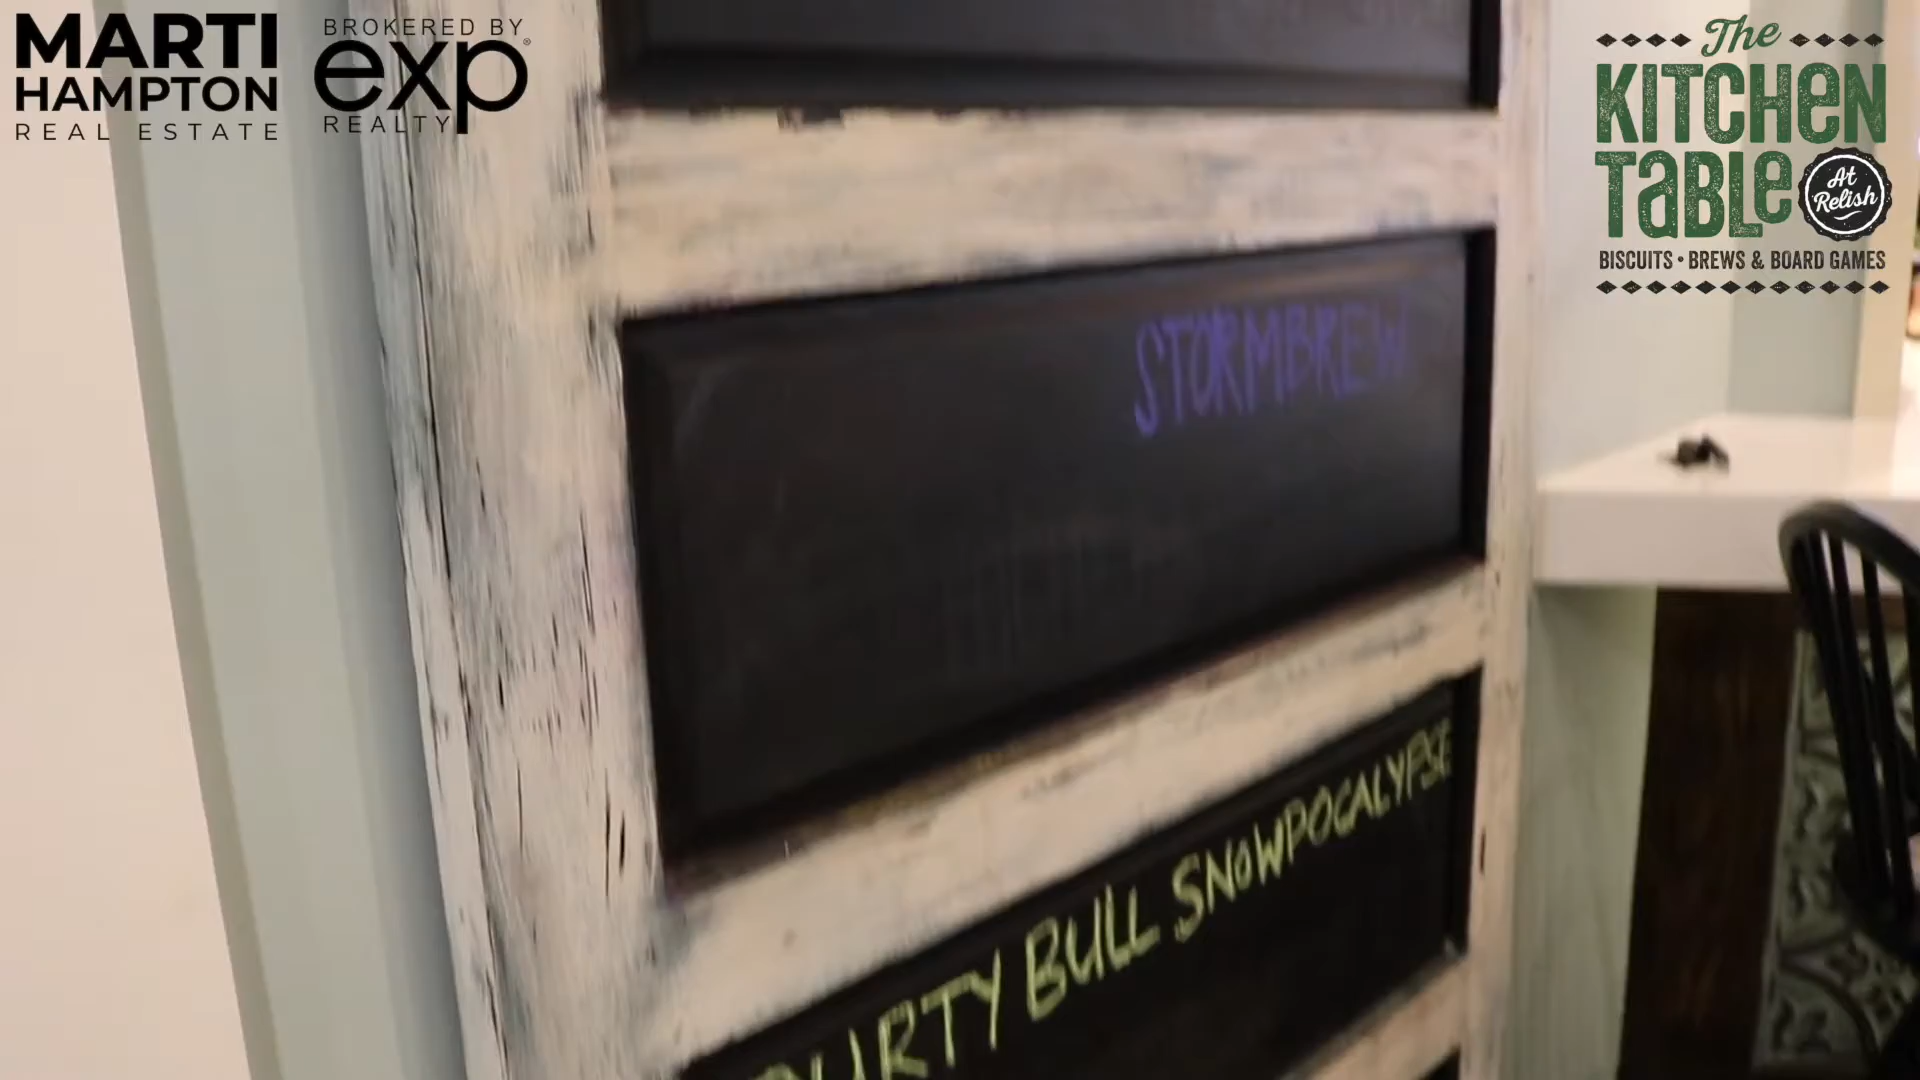 MARTI
HAMPTON
REAL ESTATE
BROKERED BY
exp
REALTY
The
KITCHEN
TABLE
At
Relish
BISCUITS • BREWS & BOARD GAMES
STORMBREW
DURTY BULL SNOWPOCALYPSE